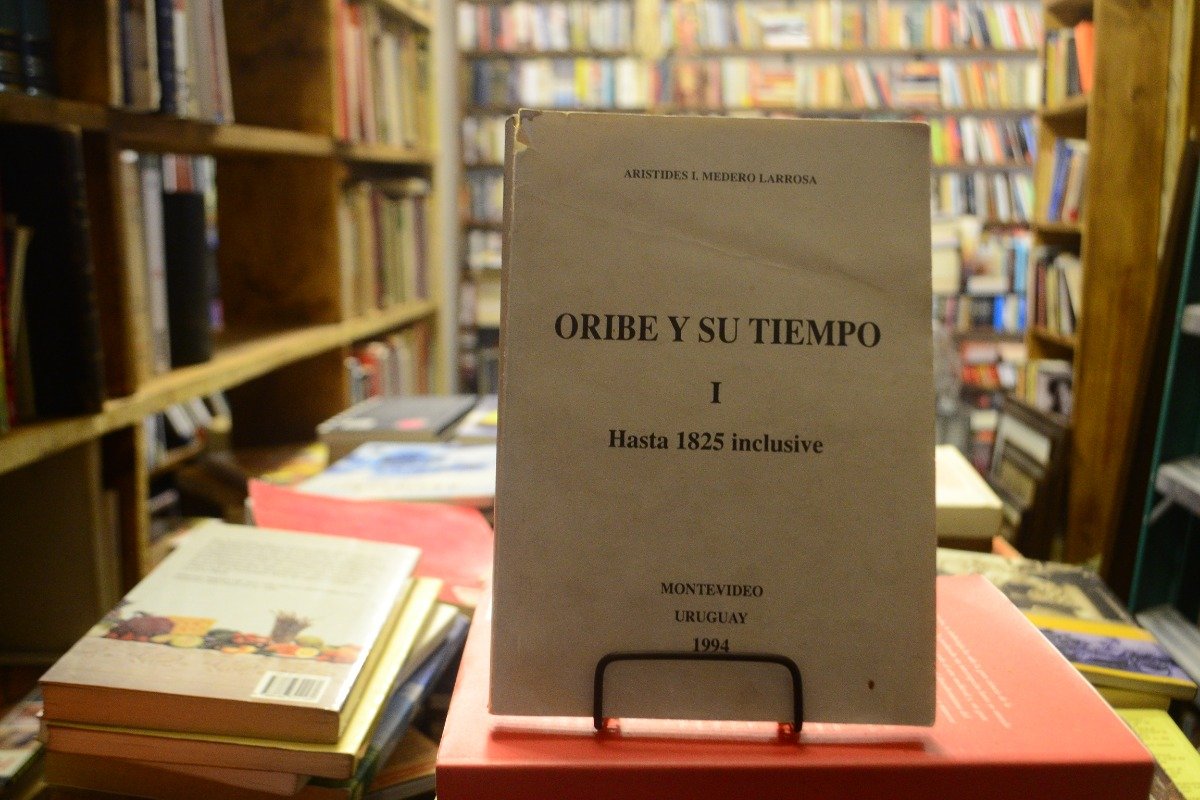 ARISTIDES I. MEDERO LARROSA
ORIBE Y SU TIEMPO
I
Hasta 1825 inclusive
MONTEVIDEO
URUGUAY
1994